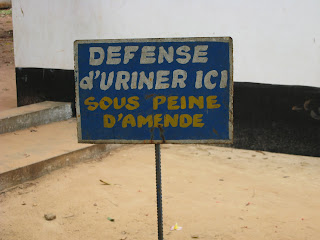 DEFENSE
d'URINER ICI
SOUS PEINE
D'AMENDE